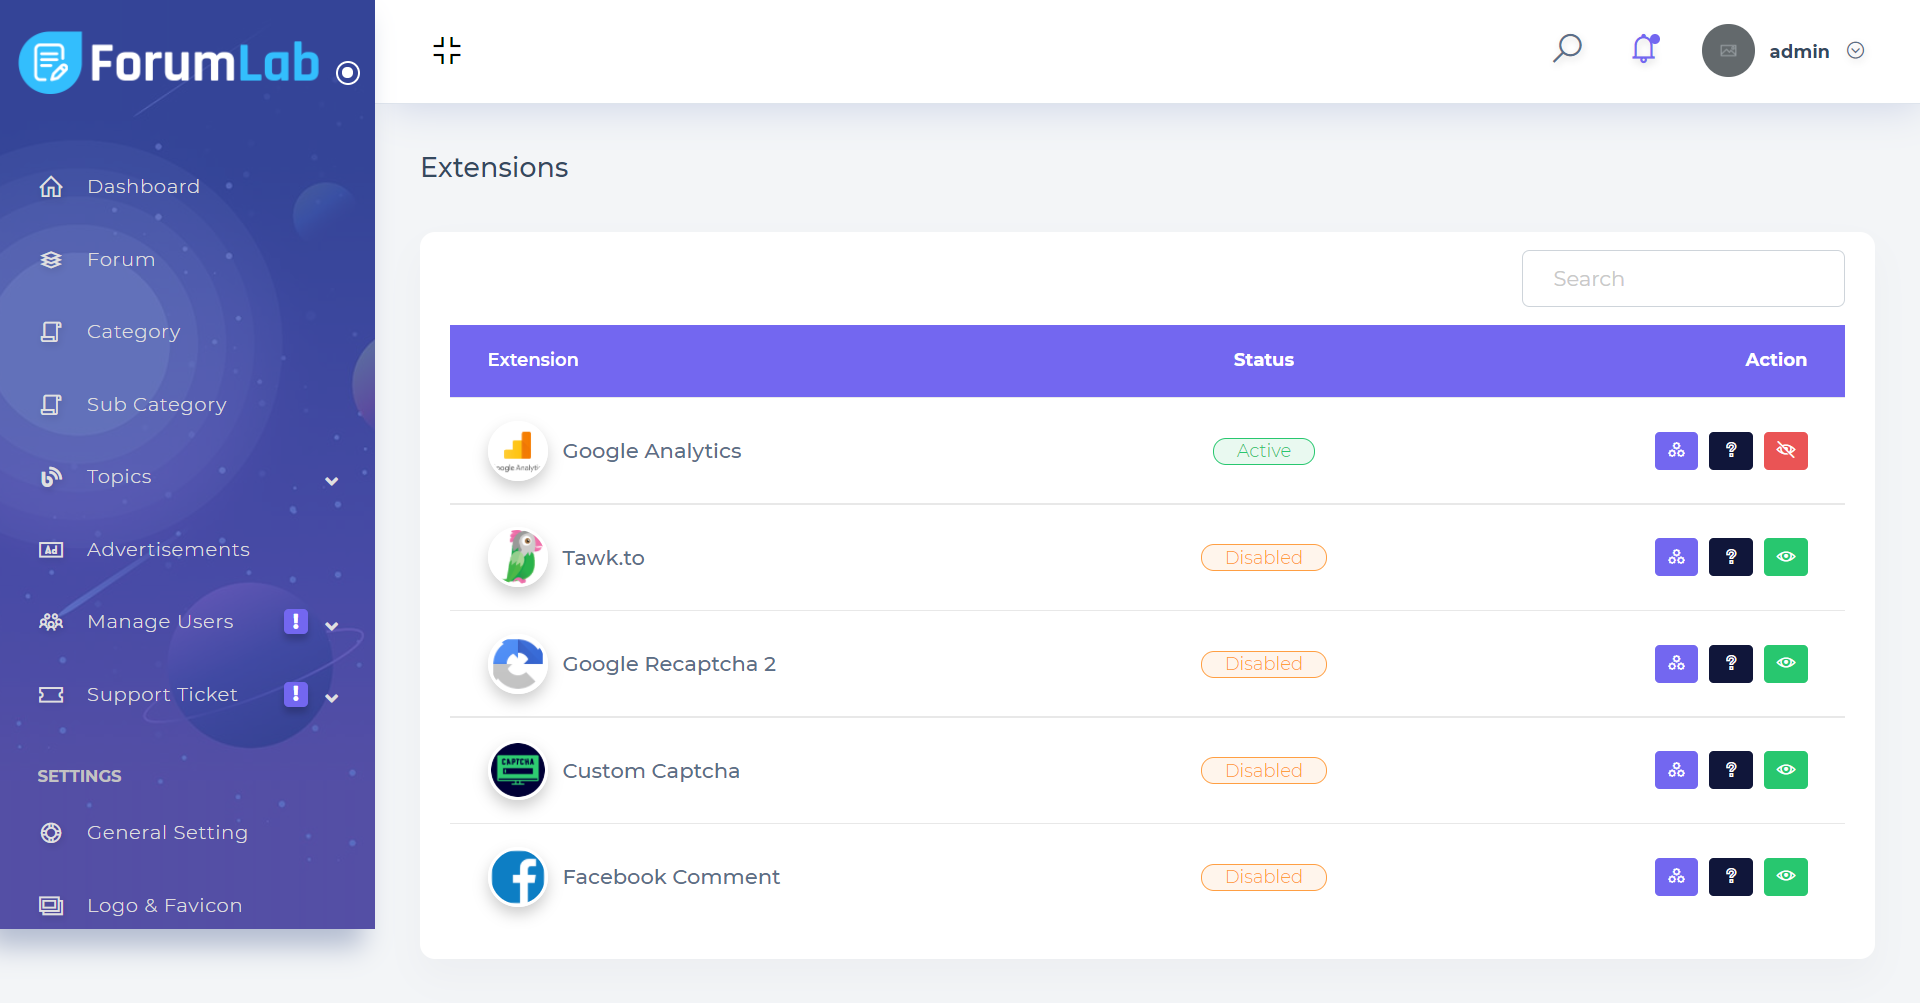 ForumLab
admin
Dashboard
Forum
Category
Sub Category
Topics
Ad
Advertisements
Manage Users !
Support Ticket !
SETTINGS
General Setting
Logo & Favicon
Extensions
Search
Extension Status Action
Google Analytics Active ?
Tawk.to Disabled ?
Google Recaptcha 2 Disabled ?
CAPTCHA
Custom Captcha Disabled ?
Facebook Comment Disabled ?